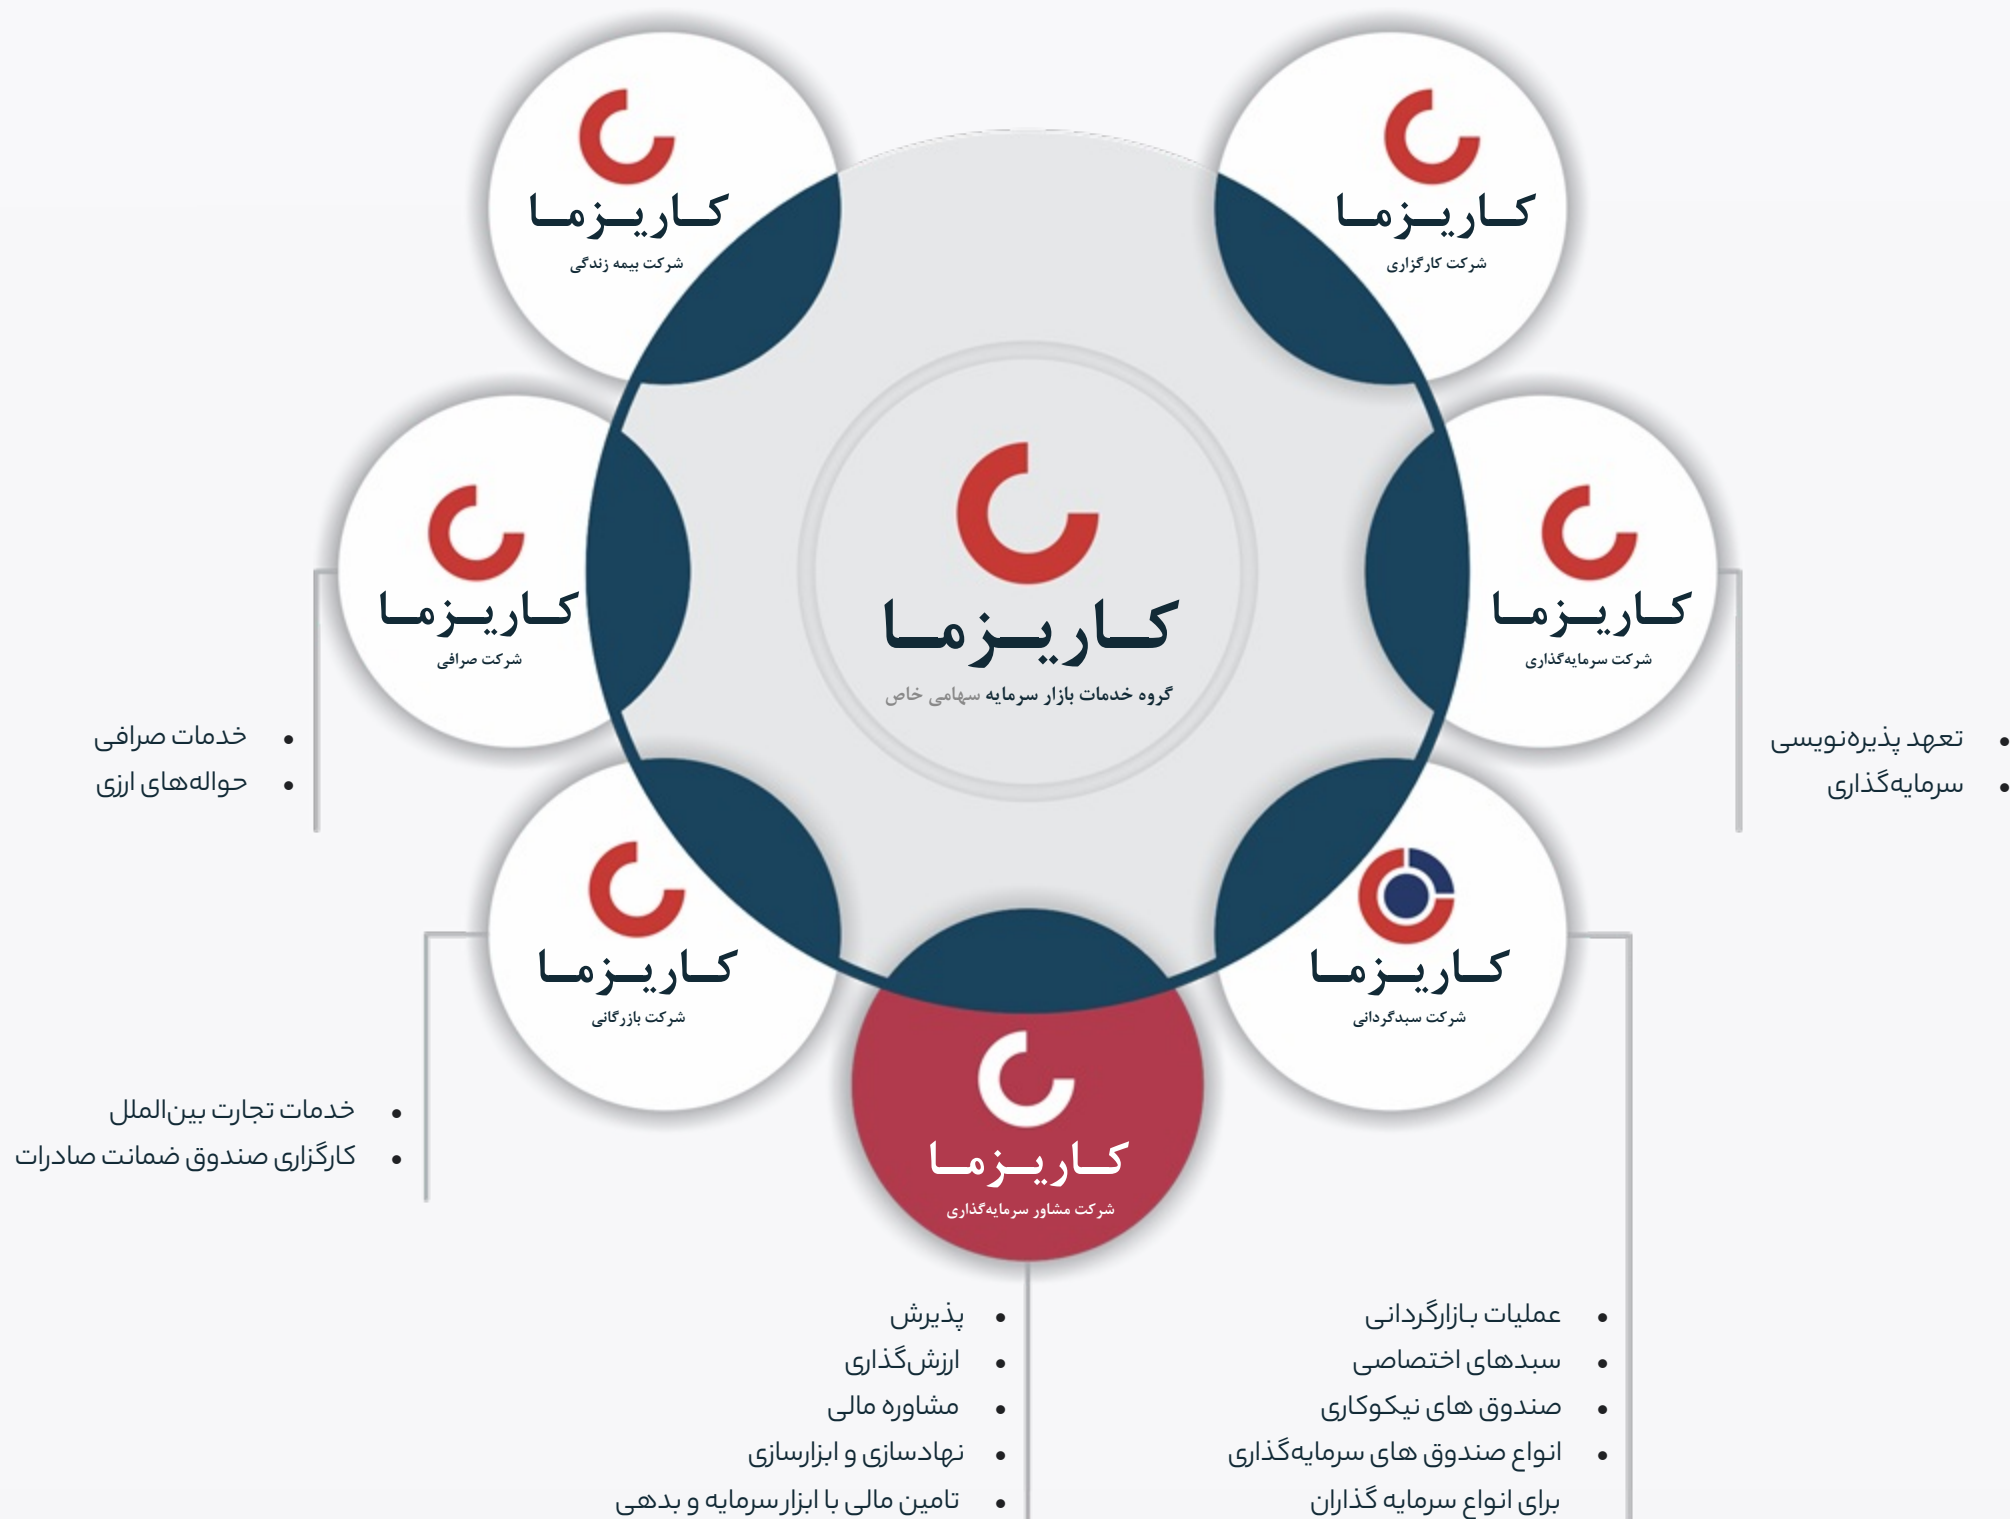 کاریزما
شرکت کارگزاری
کاریزما
شرکت بیمه زندگی
کاریزما
گروه خدمات بازار سرمایه سهامی خاص
کاریزما
شرکت سرمایه‌گذاری
• تعهد پذیره‌نویسی
• سرمایه‌گذاری
کاریزما
شرکت صرافی
• خدمات صرافی
• حواله‌های ارزی
کاریزما
شرکت سبدگردانی
• عملیات بازارگردانی
• سبدهای اختصاصی
• صندوق های نیکوکاری
• انواع صندوق های سرمایه‌گذاری
برای انواع سرمایه گذاران
کاریزما
شرکت مشاور سرمایه‌گذاری
• پذیرش
• ارزش‌گذاری
• مشاوره مالی
• نهادسازی و ابزارسازی
• تامین مالی با ابزار سرمایه و بدهی
کاریزما
شرکت بازرگانی
• خدمات تجارت بین‌الملل
• کارگزاری صندوق ضمانت صادرات